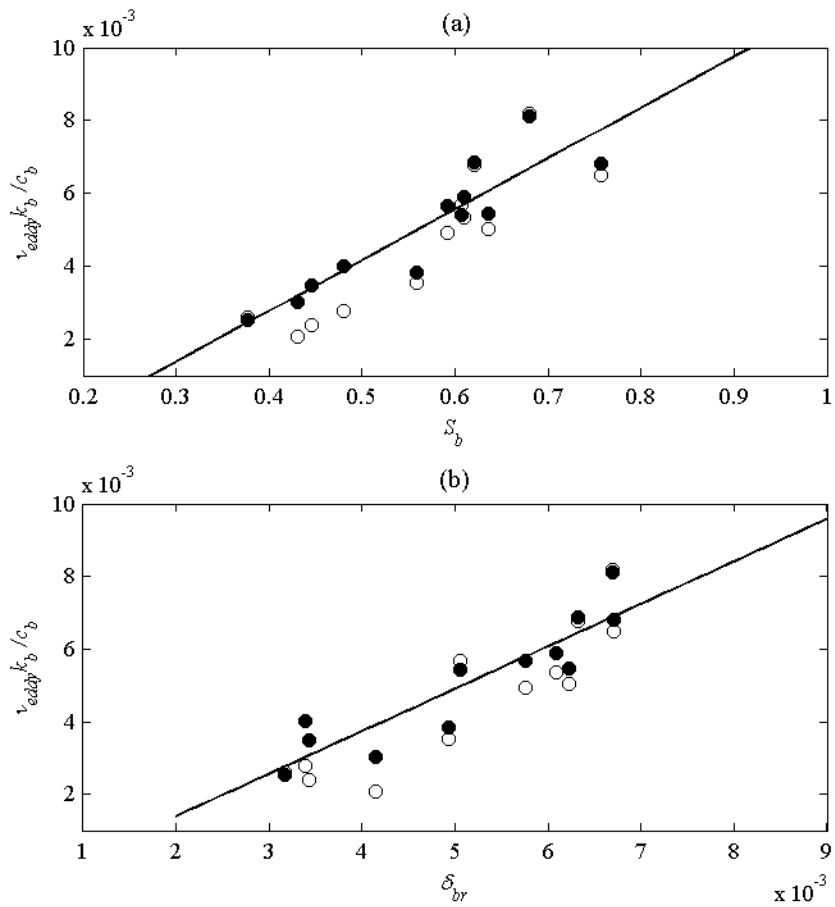 (a)
x 10⁻³
10
8
6
4
2
ν_eddy k_b / c_b
0.2 0.3 0.4 0.5 0.6 0.7 0.8 0.9 1
S_b
(b)
x 10⁻³
10
8
6
4
2
ν_eddy k_b / c_b
1 2 3 4 5 6 7 8 9
δ_br
x 10⁻³